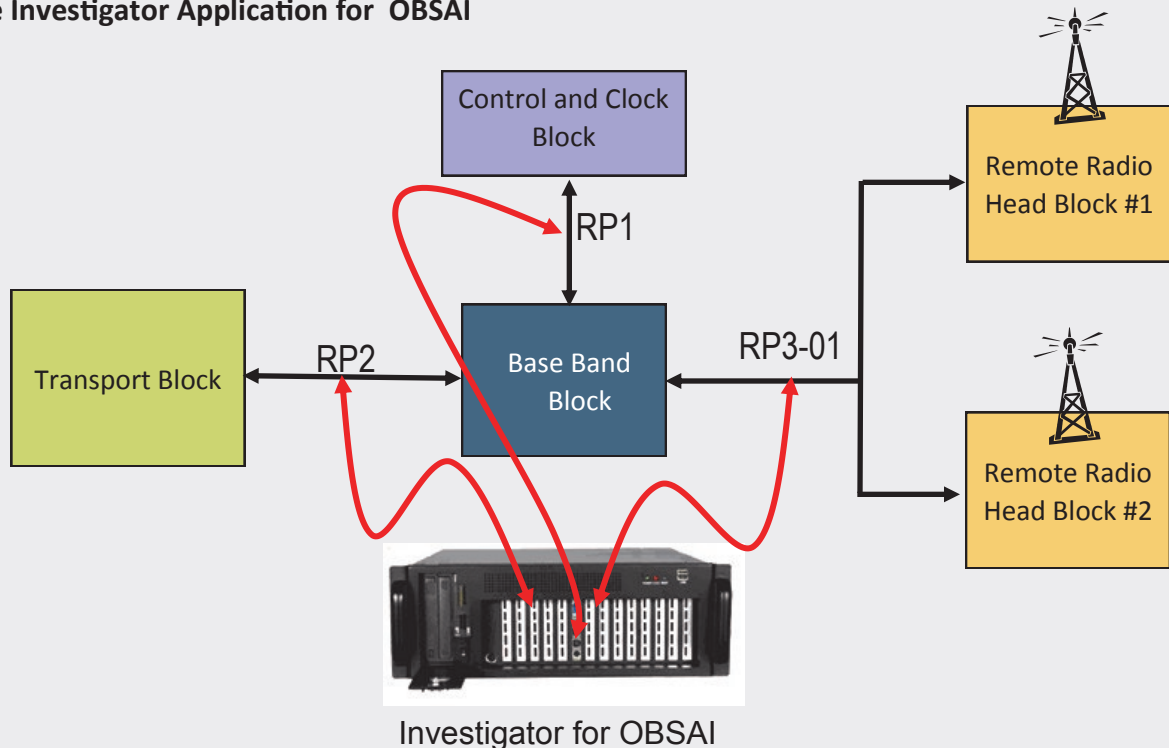 e Investigator Application for OBSAI
Control and Clock
Block
Remote Radio
Head Block #1
RP1
Transport Block
RP2
Base Band
Block
RP3-01
Remote Radio
Head Block #2
Investigator for OBSAI